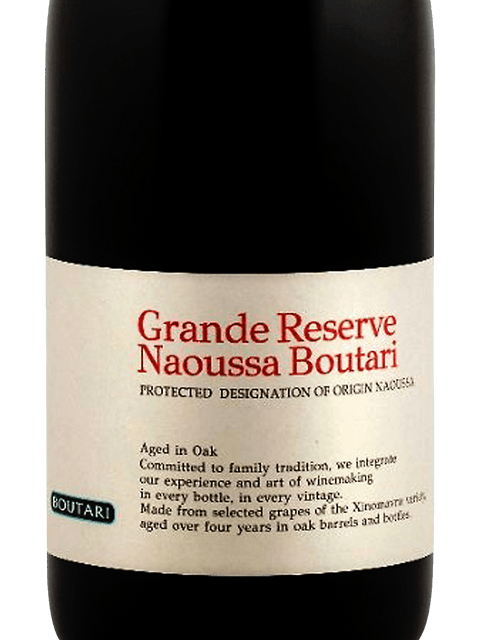 Grande Reserve
Naoussa Boutari
PROTECTED DESIGNATION OF ORIGIN NAOUSSA
Aged in Oak
Committed to family tradition, we integrate
our experience and art of winemaking
in every bottle, in every vintage.
Made from selected grapes of the Xinomavro variety,
aged over four years in oak barrels and bottles.
BOUTARI